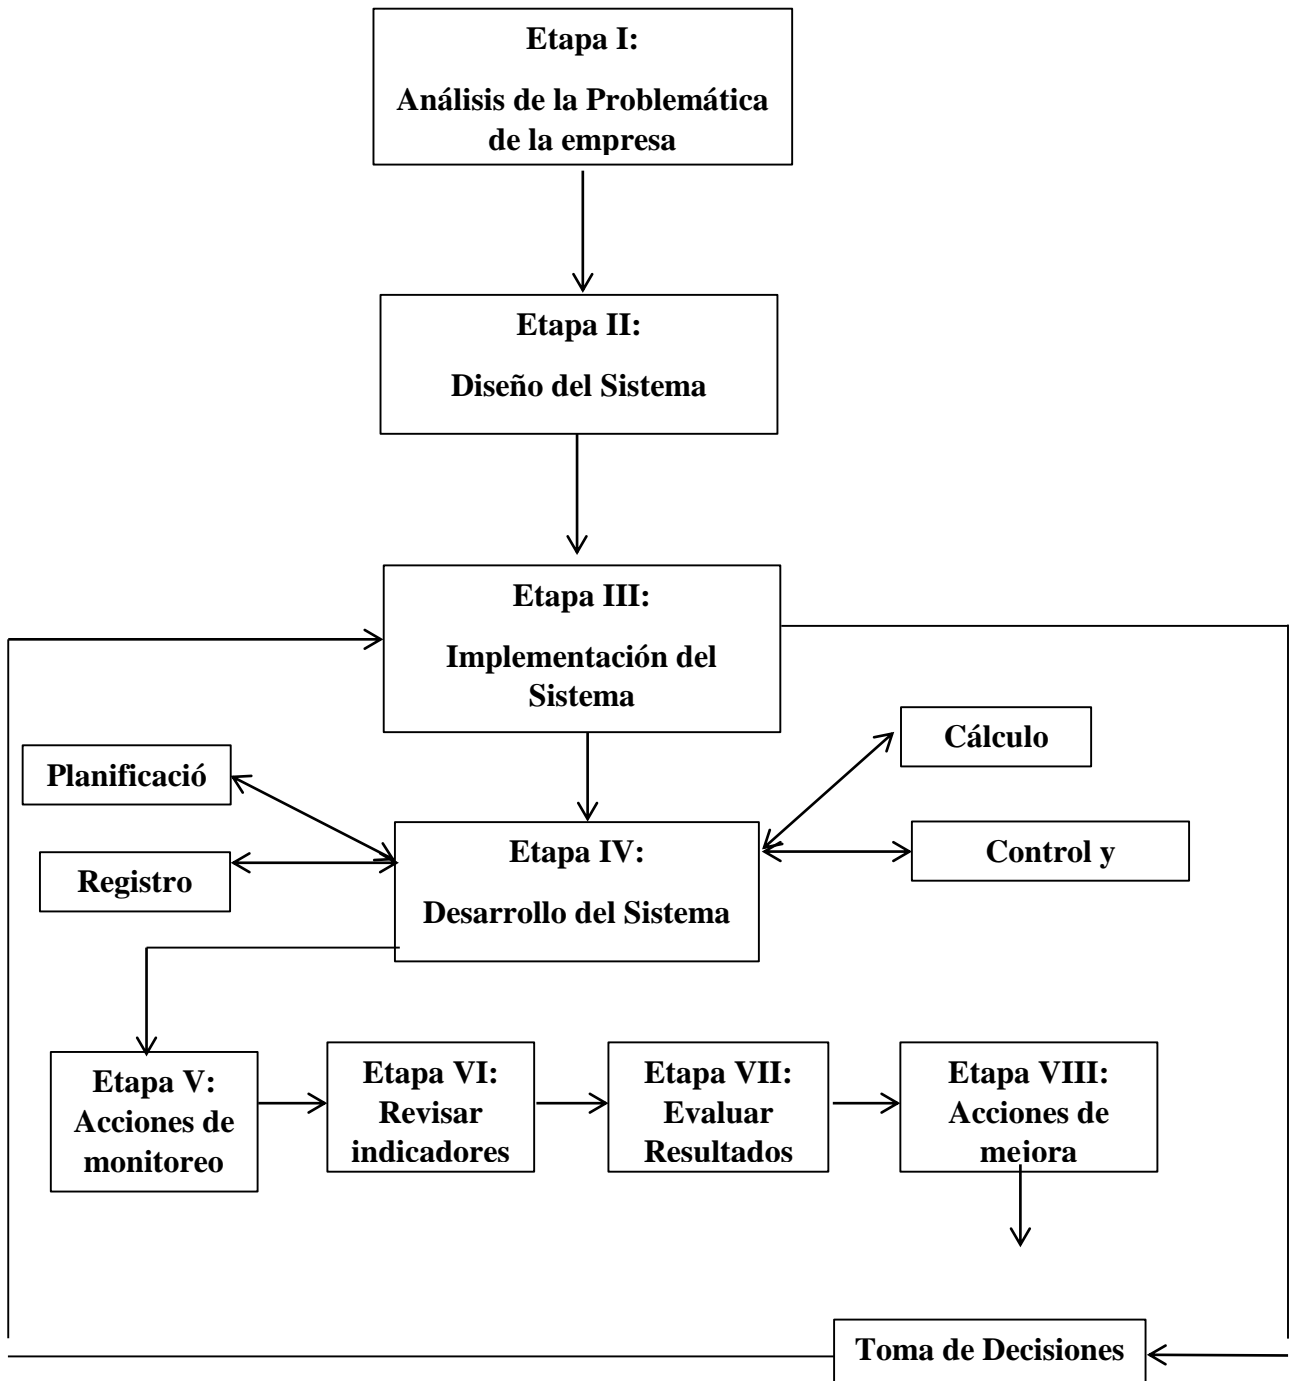 Etapa I:
Análisis de la Problemática
de la empresa
Etapa II:
Diseño del Sistema
Etapa III:
Implementación del
Sistema
Cálculo
Planificació
Etapa IV:
Desarrollo del Sistema
Control y
Registro
Etapa V:
Acciones de
monitoreo
Etapa VI:
Revisar
indicadores
Etapa VII:
Evaluar
Resultados
Etapa VIII:
Acciones de
mejora
Toma de Decisiones